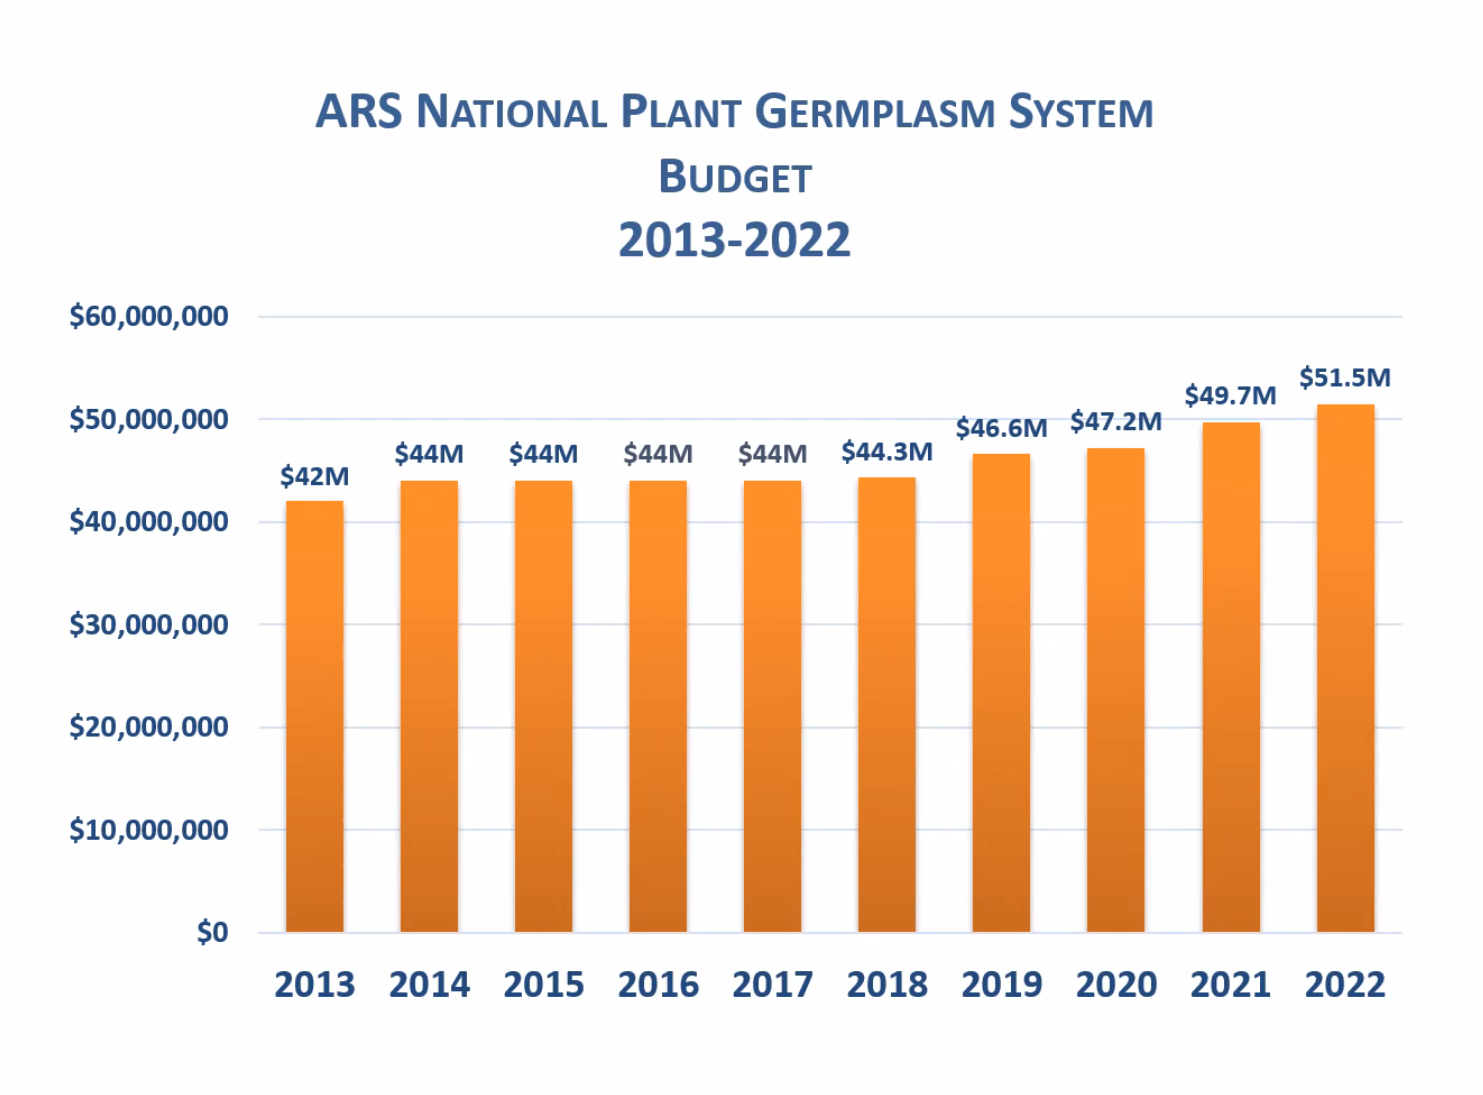 ARS National Plant Germplasm System
Budget
2013-2022
$60,000,000
$50,000,000
$40,000,000
$30,000,000
$20,000,000
$10,000,000
$0
$42M
$44M
$44M
$44M
$44M
$44.3M
$46.6M
$47.2M
$49.7M
$51.5M
2013 2014 2015 2016 2017 2018 2019 2020 2021 2022